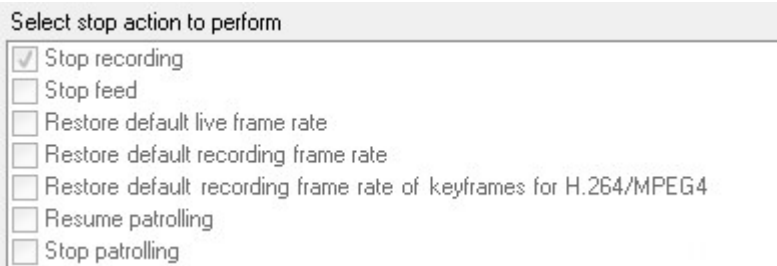 Select stop action to perform
Stop recording
Stop feed
Restore default live frame rate
Restore default recording frame rate
Restore default recording frame rate of keyframes for H.264/MPEG4
Resume patrolling
Stop patrolling